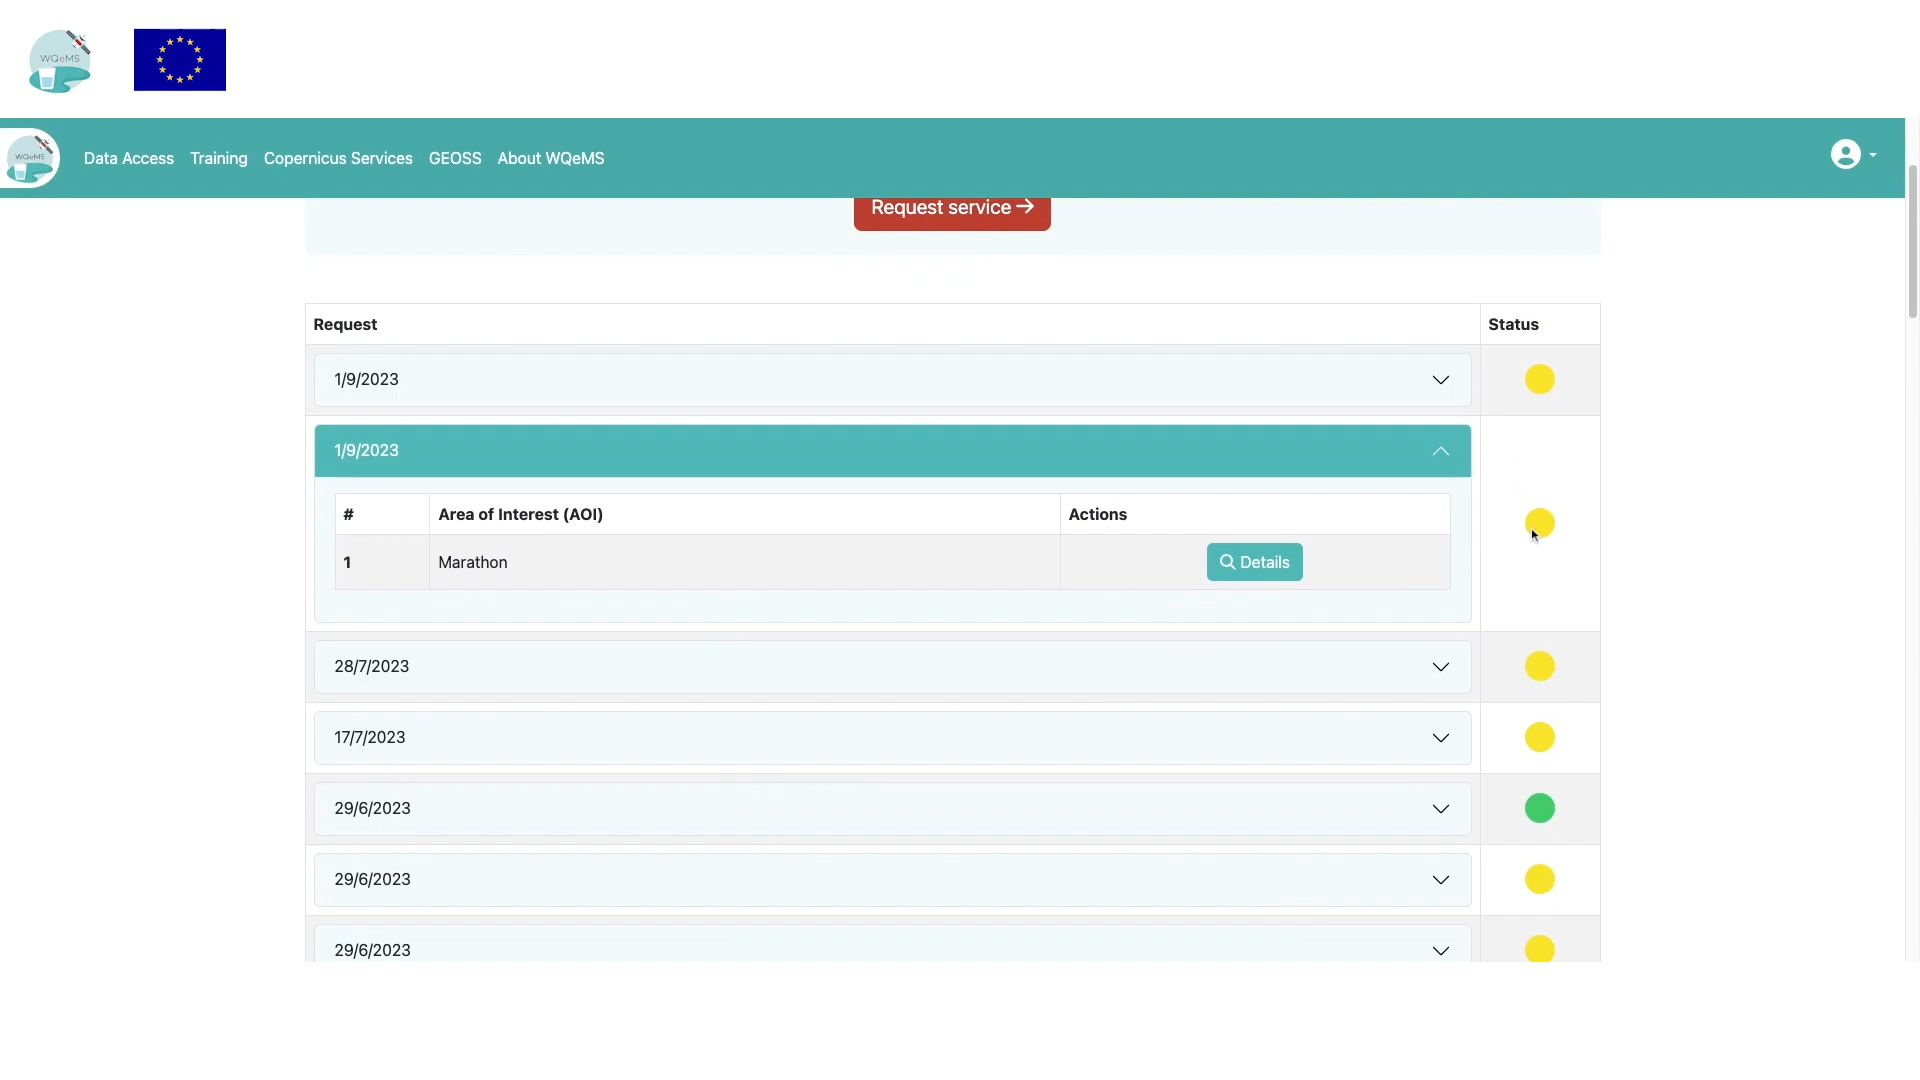 WQeMS
WQeMS
Data Access Training Copernicus Services GEOSS About WQeMS
Request service
Request Status
1/9/2023
1/9/2023
# Area of Interest (AOI) Actions
1 Marathon Details
28/7/2023
17/7/2023
29/6/2023
29/6/2023
29/6/2023